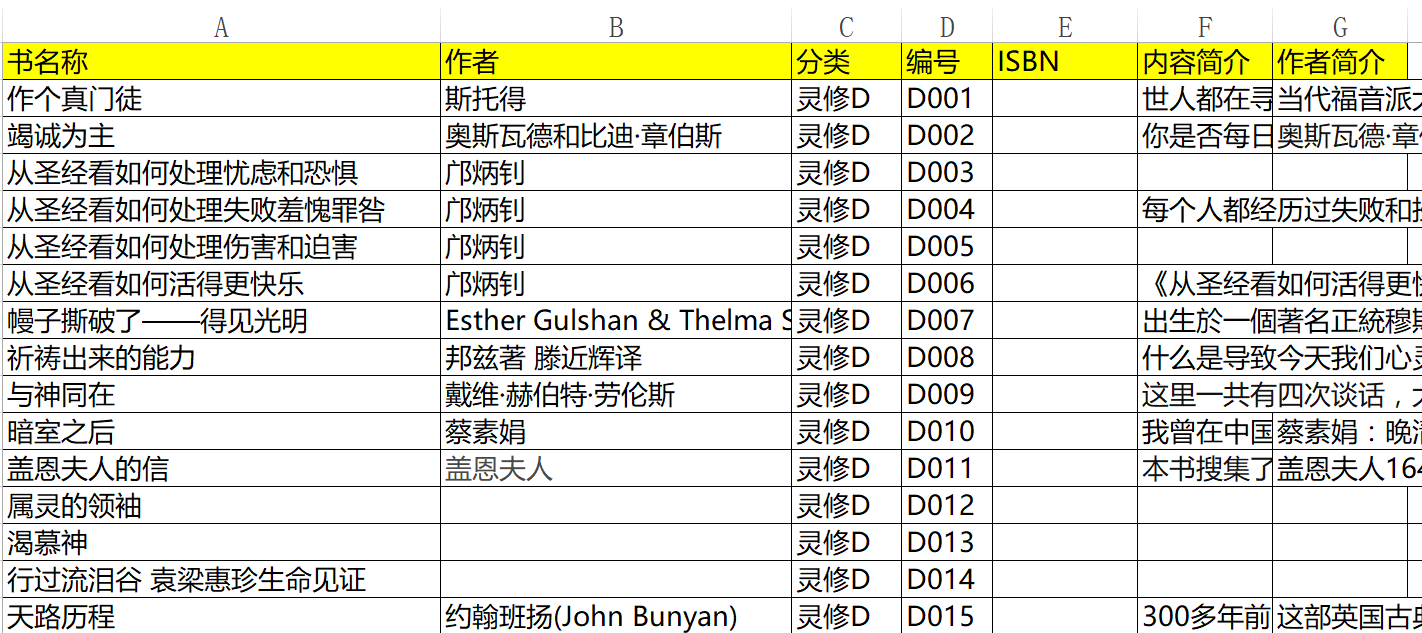 A B C D E F G
书名称 作者 分类 编号 ISBN 内容简介 作者简介
作个真门徒 斯托得 灵修D D001 世人都在寻 当代福音派
竭诚为主 奥斯瓦德和比迪·章伯斯 灵修D D002 你是否每日 奥斯瓦德·章
从圣经看如何处理忧虑和恐惧 邝炳钊 灵修D D003
从圣经看如何处理失败羞愧罪咎 邝炳钊 灵修D D004 每个人都经历过失败和
从圣经看如何处理伤害和迫害 邝炳钊 灵修D D005
从圣经看如何活得更快乐 邝炳钊 灵修D D006 《从圣经看如何活得更
幔子撕破了——得见光明 Esther Gulshan & Thelma S 灵修D D007 出生於一個著名正統穆斯
祈祷出来的能力 邦兹著 滕近辉译 灵修D D008 什么是导致今天我们心灵
与神同在 戴维·赫伯特·劳伦斯 灵修D D009 这里一共有四次谈话，
暗室之后 蔡素娟 灵修D D010 我曾在中国 蔡素娟：晚清
盖恩夫人的信 盖恩夫人 灵修D D011 本书搜集了 盖恩夫人164
属灵的领袖 灵修D D012
渴慕神 灵修D D013
行过流泪谷 袁梁惠珍生命见证 灵修D D014
天路历程 约翰班扬(John Bunyan) 灵修D D015 300多年前 这部英国古典